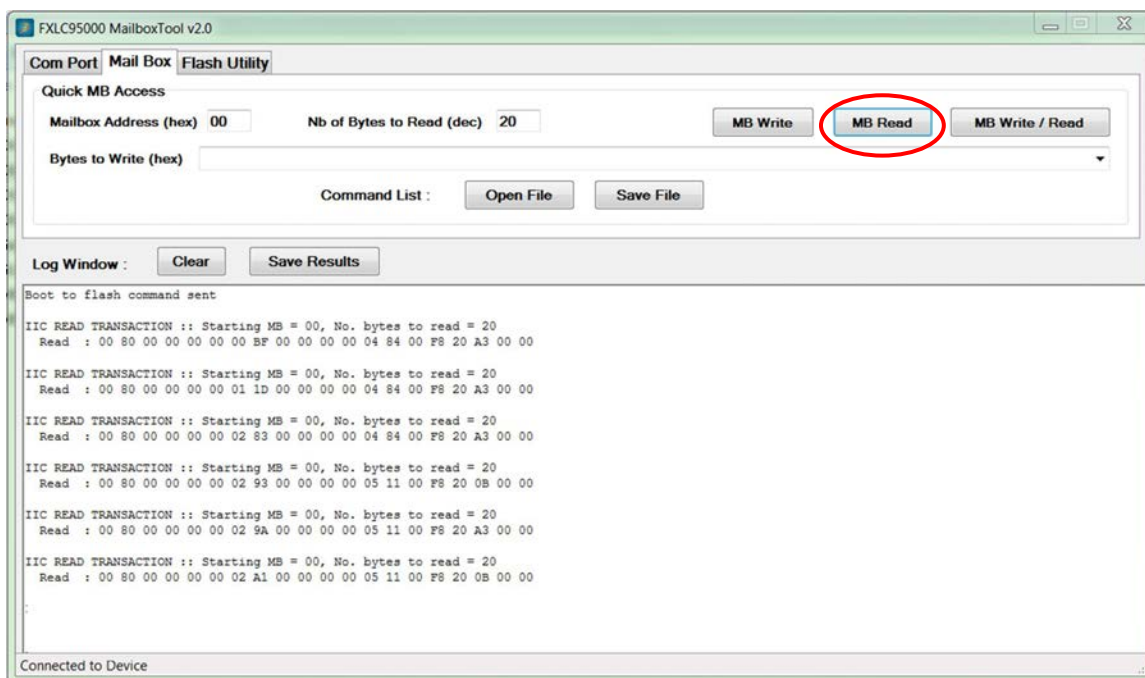 FXLC95000 MailboxTool v2.0
Com Port Mail Box Flash Utility
Quick MB Access
Mailbox Address (hex) 00 Nb of Bytes to Read (dec) 20 MB Write MB Read MB Write / Read
Bytes to Write (hex)
Command List : Open File Save File
Log Window : Clear Save Results
Boot to flash command sent
IIC READ TRANSACTION :: Starting MB = 00, No. bytes to read = 20
Read : 00 80 00 00 00 00 00 BF 00 00 00 00 04 84 00 F8 20 A3 00 00
IIC READ TRANSACTION :: Starting MB = 00, No. bytes to read = 20
Read : 00 80 00 00 00 00 01 1D 00 00 00 00 04 84 00 F8 20 A3 00 00
IIC READ TRANSACTION :: Starting MB = 00, No. bytes to read = 20
Read : 00 80 00 00 00 00 02 83 00 00 00 00 04 84 00 F8 20 A3 00 00
IIC READ TRANSACTION :: Starting MB = 00, No. bytes to read = 20
Read : 00 80 00 00 00 00 02 93 00 00 00 00 05 11 00 F8 20 0B 00 00
IIC READ TRANSACTION :: Starting MB = 00, No. bytes to read = 20
Read : 00 80 00 00 00 00 02 9A 00 00 00 00 05 11 00 F8 20 A3 00 00
IIC READ TRANSACTION :: Starting MB = 00, No. bytes to read = 20
Read : 00 80 00 00 00 00 02 A1 00 00 00 00 05 11 00 F8 20 0B 00 00
:
Connected to Device